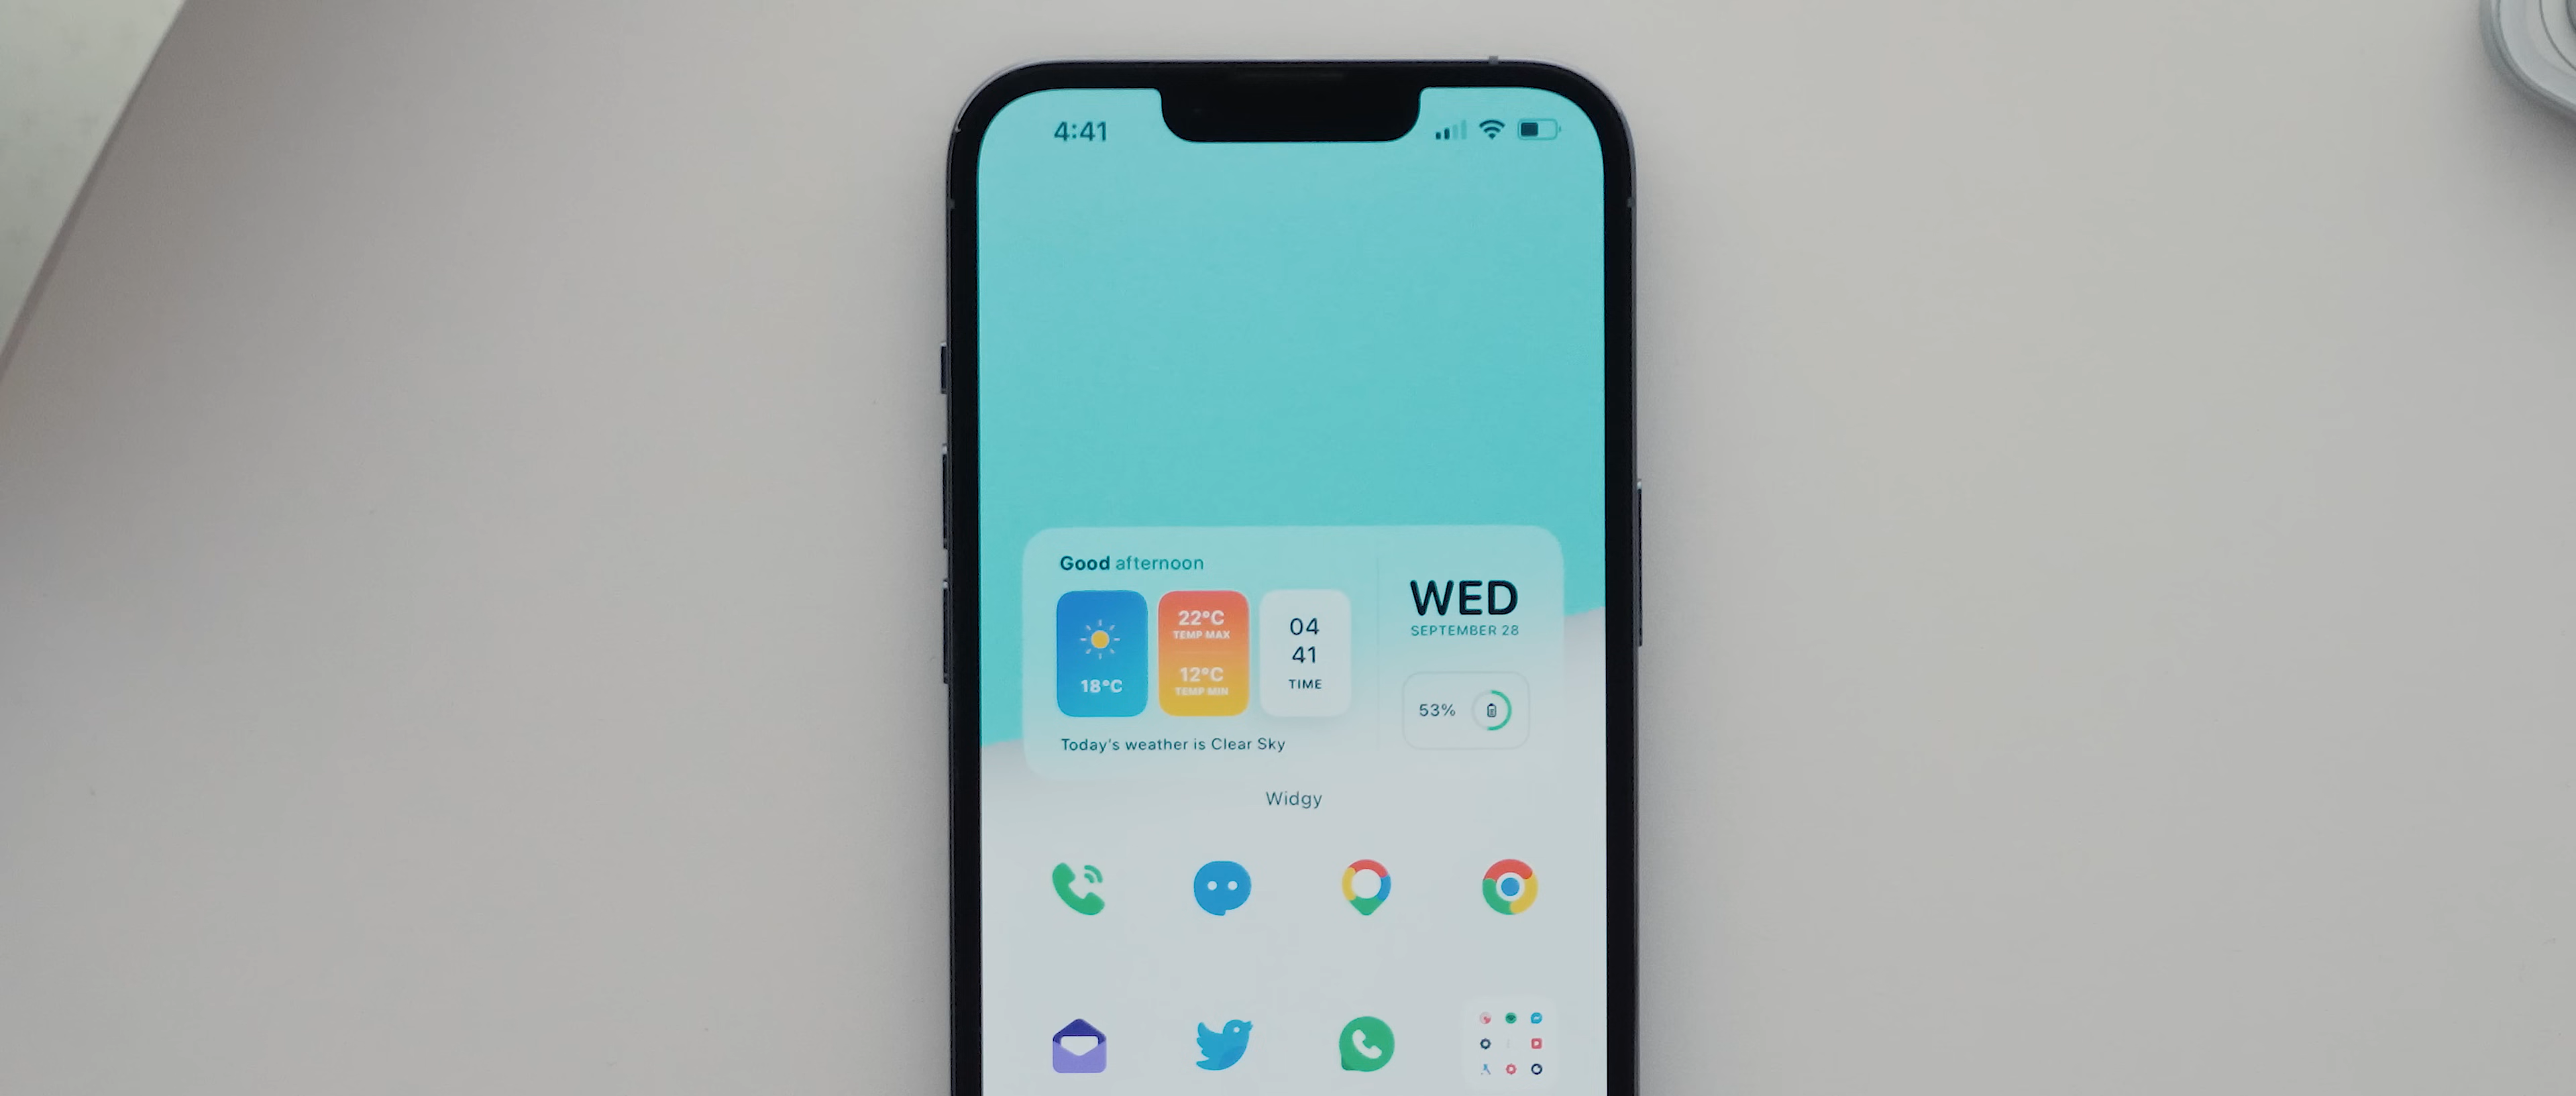 4:41
Good afternoon
18°C
22°C
TEMP MAX
12°C
TEMP MIN
04
41
TIME
Today's weather is Clear Sky
WED
SEPTEMBER 28
53%
Widgy